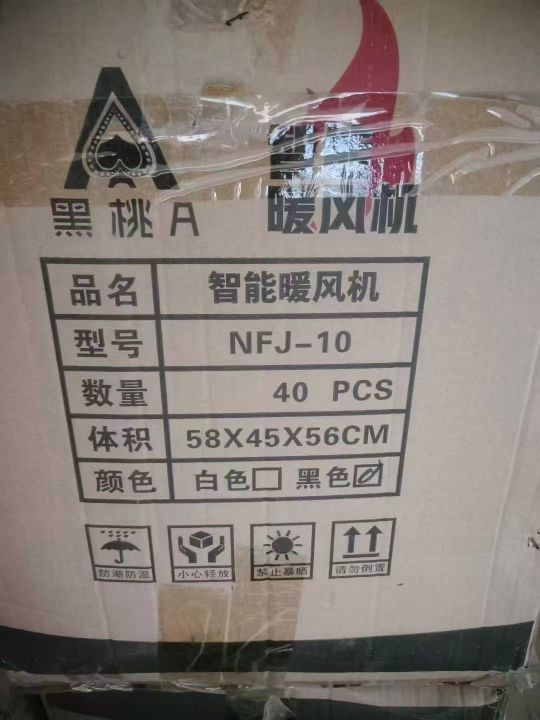 黑桃A
暖风机
品名 智能暖风机
型号 NFJ-10
数量 40 PCS
体积 58X45X56CM
颜色 白色□ 黑色☑
防潮防湿 小心轻放 禁止暴晒 请勿倒置